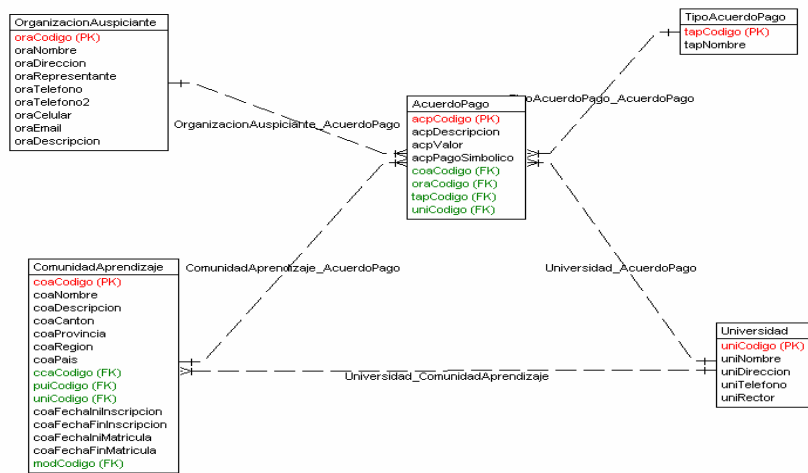 OrganizacionAuspiciante
oraCodigo (PK)
oraNombre
oraDireccion
oraRepresentante
oraTelefono
oraTelefono2
oraCelular
oraEmail
oraDescripcion
TipoAcuerdoPago
tapCodigo (PK)
tapNombre
TipoAcuerdoPago_AcuerdoPago
OrganizacionAuspiciante_AcuerdoPago
AcuerdoPago
acpCodigo (PK)
acpDescripcion
acpValor
acpPagoSimbolico
coaCodigo (FK)
oraCodigo (FK)
tapCodigo (FK)
uniCodigo (FK)
ComunidadAprendizaje_AcuerdoPago
Universidad_AcuerdoPago
ComunidadAprendizaje
coaCodigo (PK)
coaNombre
coaDescripcion
coaCanton
coaProvincia
coaRegion
coaPais
ccaCodigo (FK)
puiCodigo (FK)
uniCodigo (FK)
coaFechaIniInscripcion
coaFechaFinInscripcion
coaFechaIniMatricula
coaFechaFinMatricula
modCodigo (FK)
Universidad_ComunidadAprendizaje
Universidad
uniCodigo (PK)
uniNombre
uniDireccion
uniTelefono
uniRector